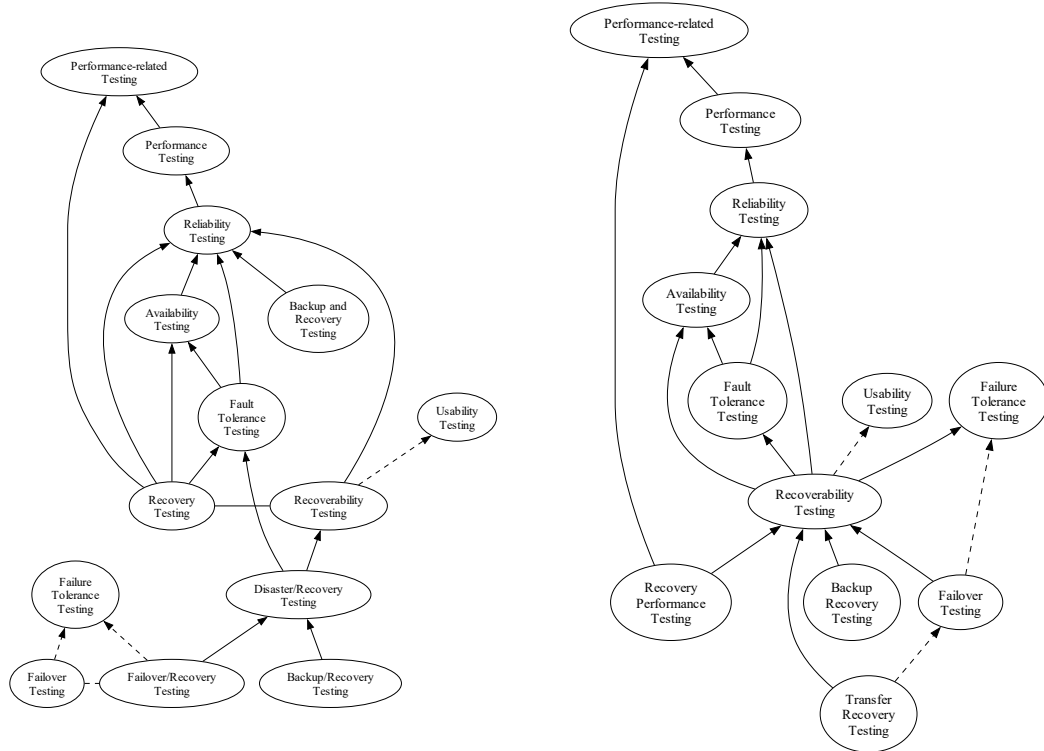 Performance-related
Testing
Performance
Testing
Reliability
Testing
Availability
Testing
Backup and
Recovery
Testing
Fault
Tolerance
Testing
Usability
Testing
Recovery
Testing
Recoverability
Testing
Failure
Tolerance
Testing
Disaster/Recovery
Testing
Failover
Testing
Failover/Recovery
Testing
Backup/Recovery
Testing
Performance-related
Testing
Performance
Testing
Reliability
Testing
Availability
Testing
Fault
Tolerance
Testing
Usability
Testing
Failure
Tolerance
Testing
Recoverability
Testing
Recovery
Performance
Testing
Backup
Recovery
Testing
Failover
Testing
Transfer
Recovery
Testing